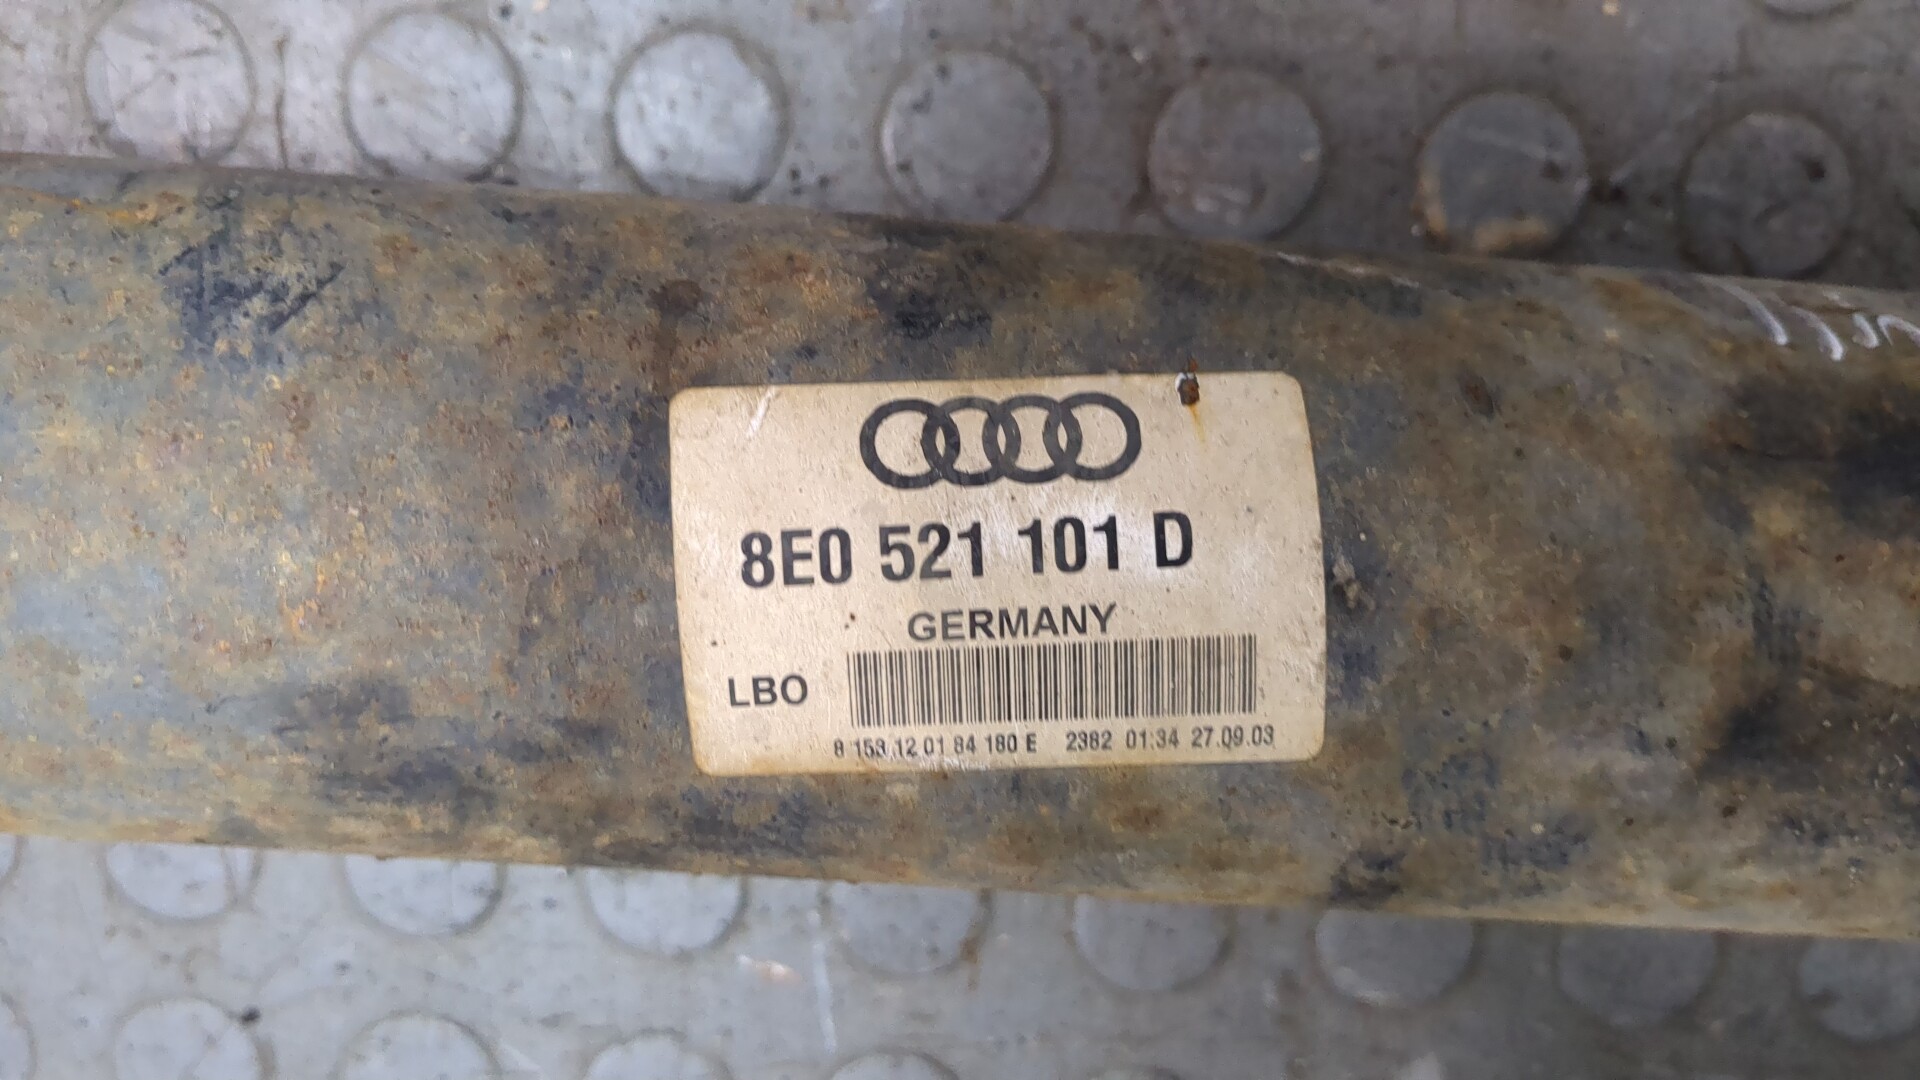 8E0 521 101 D
GERMANY
LBO
8 153 12 01 84 180 E 2382 01:34 27.09.03